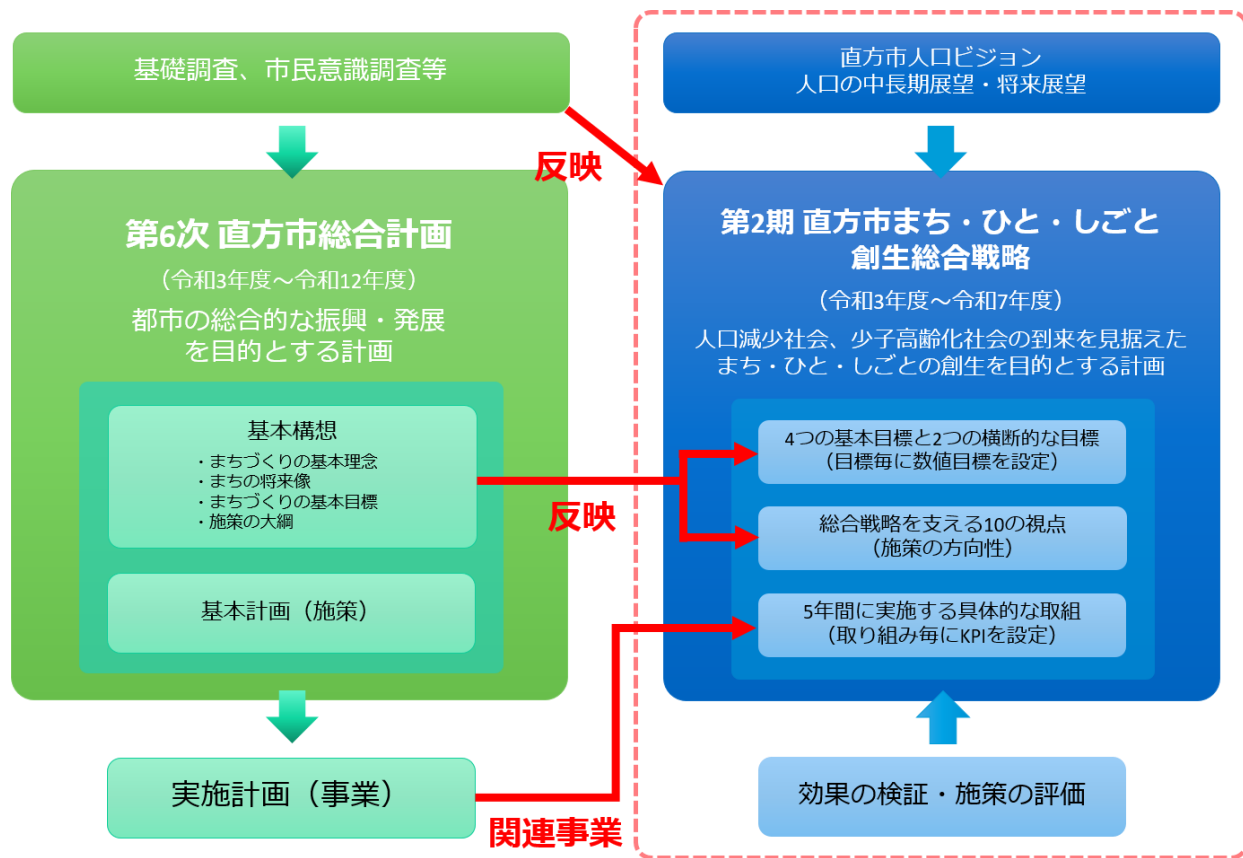 基礎調査、市民意識調査等
第6次 直方市総合計画
（令和3年度～令和12年度）
都市の総合的な振興・発展
を目的とする計画
基本構想
・まちづくりの基本理念
・まちの将来像
・まちづくりの基本目標
・施策の大綱
基本計画（施策）
実施計画（事業）
反映
反映
関連事業
直方市人口ビジョン
人口の中長期展望・将来展望
第2期 直方市まち・ひと・しごと
創生総合戦略
（令和3年度～令和7年度）
人口減少社会、少子高齢化社会の到来を見据えた
まち・ひと・しごとの創生を目的とする計画
4つの基本目標と2つの横断的な目標
（目標毎に数値目標を設定）
総合戦略を支える10の視点
（施策の方向性）
5年間に実施する具体的な取組
（取り組み毎にKPIを設定）
効果の検証・施策の評価